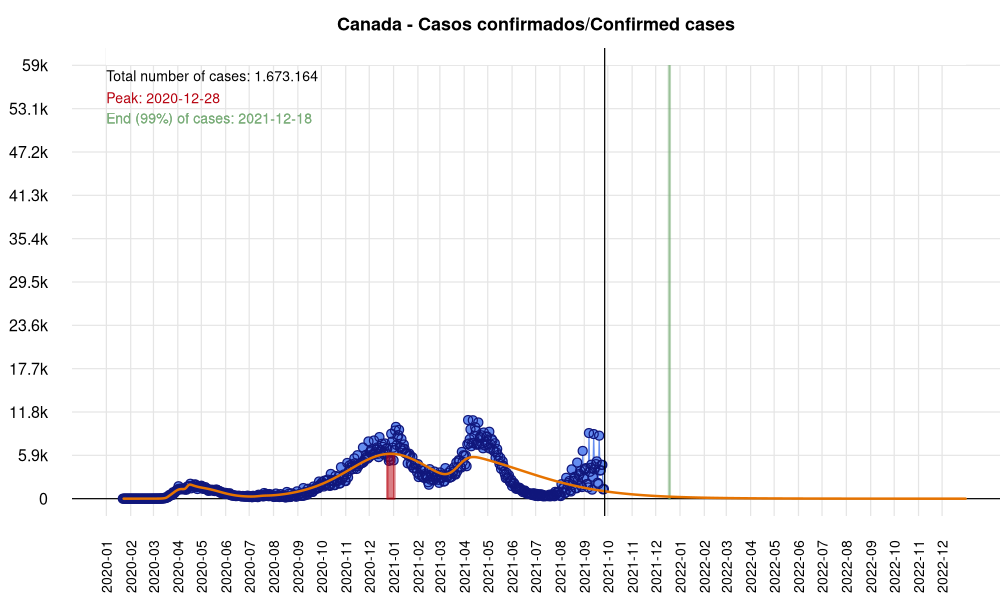 Canada - Casos confirmados/Confirmed cases
59k
Total number of cases: 1.673.164
Peak: 2020-12-28
53.1k
End (99%) of cases: 2021-12-18
47.2k
41.3k
35.4k
29.5k
23.6k
17.7k
11.8k
5.9k
0
2020-01
2020-02
2020-03
2020-04
2020-05
2020-06
2020-07
2020-08
2020-09
2020-10
2020-11
2020-12
2021-01
2021-02
2021-03
2021-04
2021-05
2021-06
2021-07
2021-08
2021-09
2021-10
2021-11
2021-12
2022-01
2022-02
2022-03
2022-04
2022-05
2022-06
2022-07
2022-08
2022-09
2022-10
2022-11
2022-12